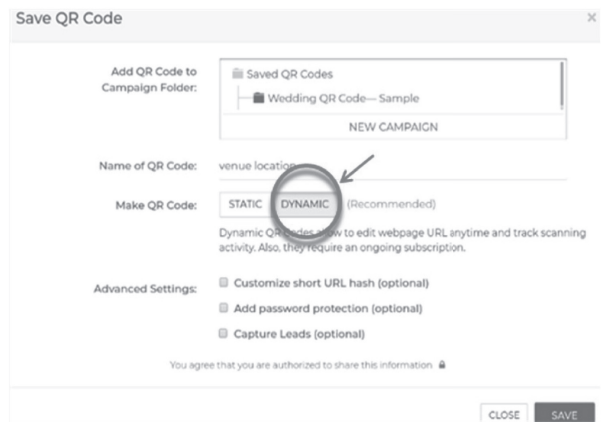 Save QR Code ×
Add QR Code to
Campaign Folder:
Saved QR Codes
Wedding QR Code— Sample
NEW CAMPAIGN
Name of QR Code: venue location
Make QR Code: STATIC DYNAMIC (Recommended)
Dynamic QR Codes allow to edit webpage URL anytime and track scanning
activity. Also, they require an ongoing subscription.
Advanced Settings:
Customize short URL hash (optional)
Add password protection (optional)
Capture Leads (optional)
You agree that you are authorized to share this information
CLOSE SAVE